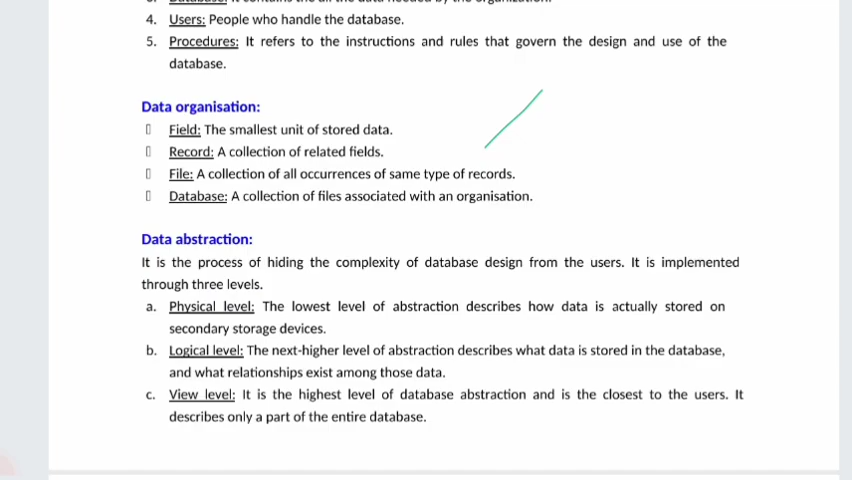 4. Users: People who handle the database.
5. Procedures: It refers to the instructions and rules that govern the design and use of the
database.
Data organisation:
Field: The smallest unit of stored data.
Record: A collection of related fields.
File: A collection of all occurrences of same type of records.
Database: A collection of files associated with an organisation.
Data abstraction:
It is the process of hiding the complexity of database design from the users. It is implemented
through three levels.
a. Physical level: The lowest level of abstraction describes how data is actually stored on
secondary storage devices.
b. Logical level: The next-higher level of abstraction describes what data is stored in the database,
and what relationships exist among those data.
c. View level: It is the highest level of database abstraction and is the closest to the users. It
describes only a part of the entire database.